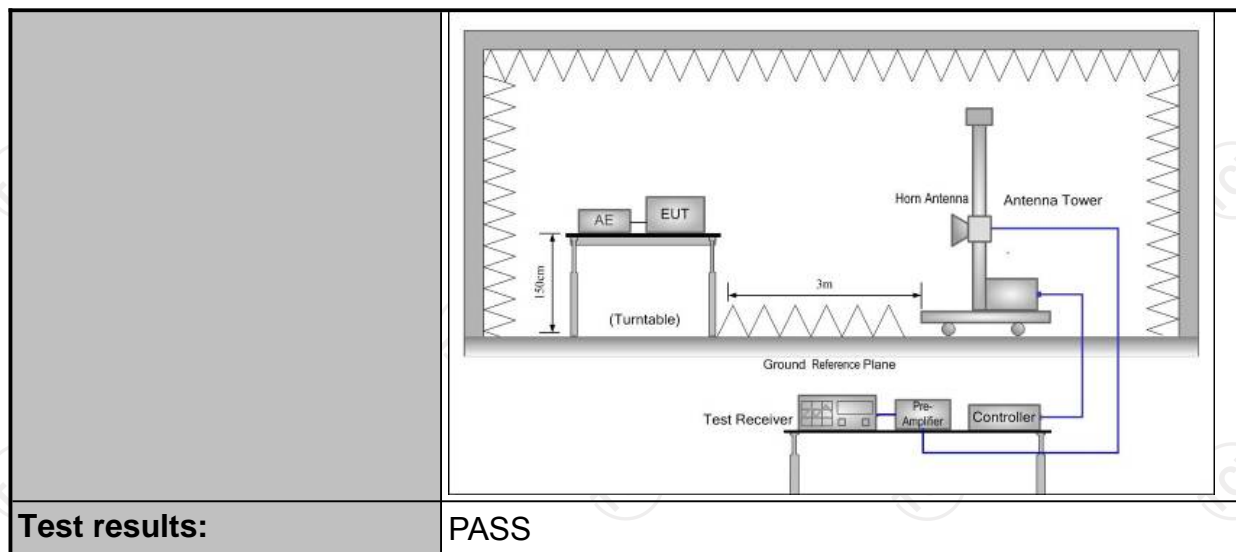 AE
EUT
Horn Antenna
Antenna Tower
150cm
3m
(Turntable)
Ground Reference Plane
Test Receiver
Pre-
Amplifier
Controller
Test results:
PASS